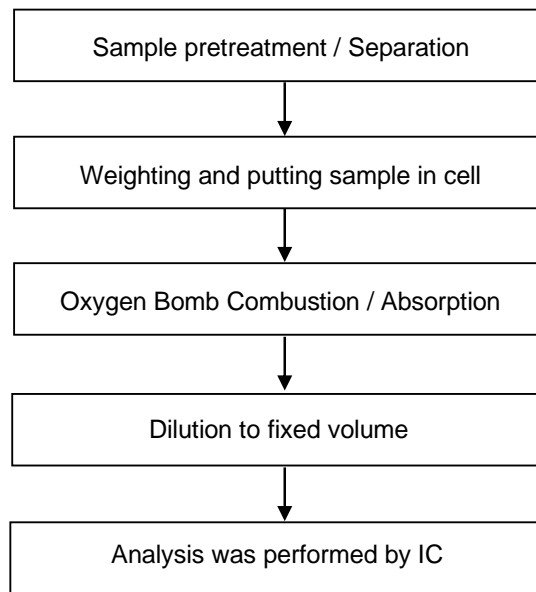 Sample pretreatment / Separation
Weighting and putting sample in cell
Oxygen Bomb Combustion / Absorption
Dilution to fixed volume
Analysis was performed by IC